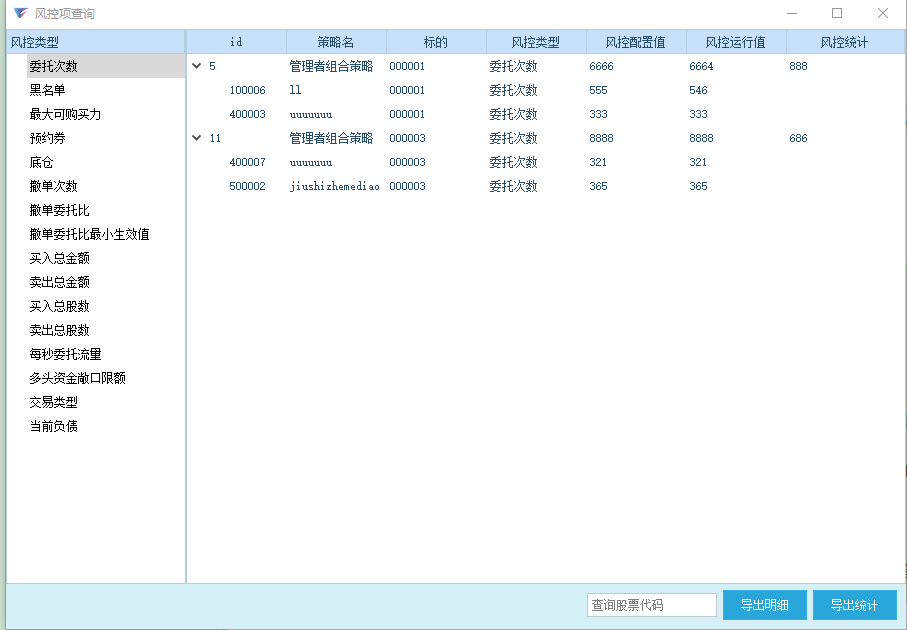 风控项查询
风控类型
委托次数
黑名单
最大可购买力
预约券
底仓
撤单次数
撤单委托比
撤单委托比最小生效值
买入总金额
卖出总金额
买入总股数
卖出总股数
每秒委托流量
多头资金敞口限额
交易类型
当前负债
id 策略名 标的 风控类型 风控配置值 风控运行值 风控统计
5 管理者组合策略 000001 委托次数 6666 6664 888
100006 ll 000001 委托次数 555 546
400003 uuuuuuu 000001 委托次数 333 333
11 管理者组合策略 000003 委托次数 8888 8888 686
400007 uuuuuuu 000003 委托次数 321 321
500002 jiushizhemediao 000003 委托次数 365 365
查询股票代码 导出明细 导出统计